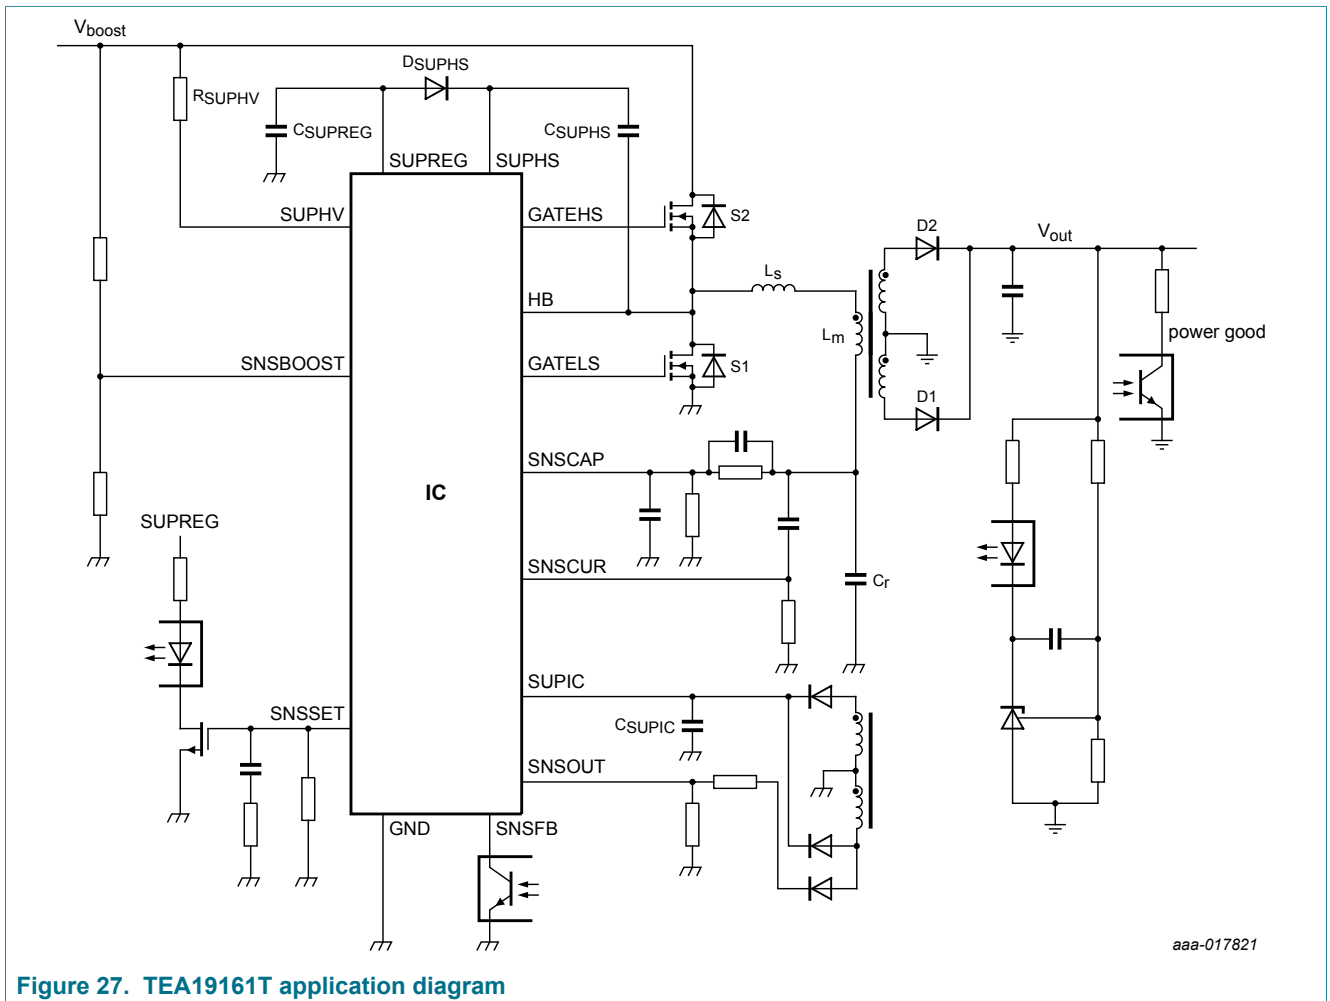 Vboost
DSUPHS
RSUPHV
CSUPREG
CSUPHS
SUPREG
SUPHS
SUPHV
GATEHS
S2
D2
Vout
Ls
HB
Lm
power good
SNSBOOST
GATELS
S1
D1
SNSCAP
IC
SUPREG
SNSCUR
Cr
SUPIC
SNSSET
CSUPIC
SNSOUT
GND
SNSFB
aaa-017821
Figure 27. TEA19161T application diagram